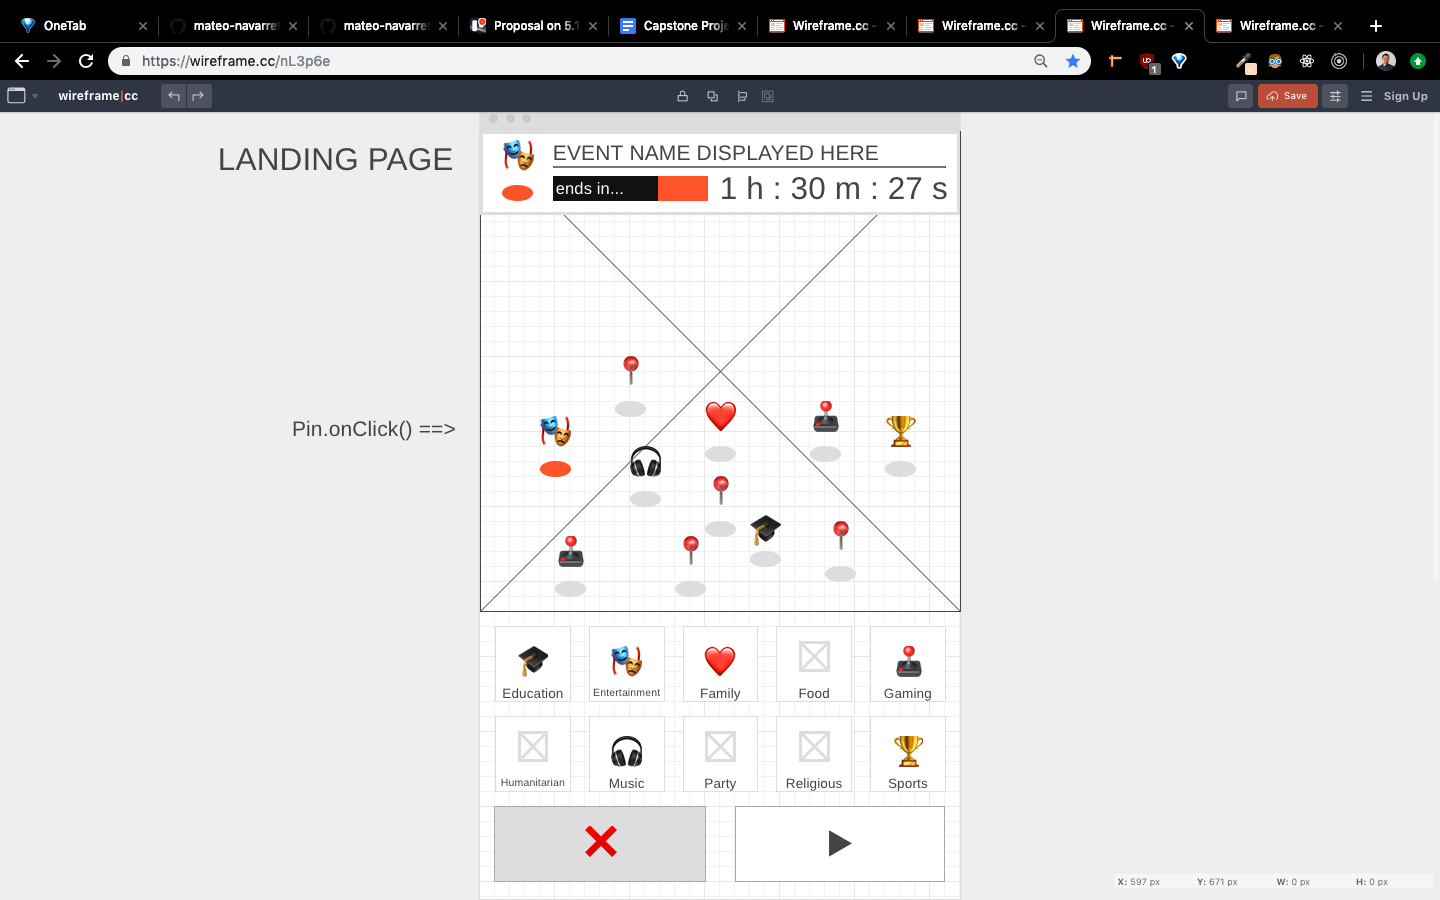 OneTab
mateo-navarre
mateo-navarre
Proposal on 5.1
Capstone Proje
Wireframe.cc -
Wireframe.cc -
Wireframe.cc -
Wireframe.cc -
https://wireframe.cc/nL3p6e
1
wireframe|cc
Save
Sign Up
LANDING PAGE
EVENT NAME DISPLAYED HERE
ends in...
1 h : 30 m : 27 s
Pin.onClick() ==>
Education
Entertainment
Family
Food
Gaming
Humanitarian
Music
Party
Religious
Sports
X: 597 px
Y: 671 px
W: 0 px
H: 0 px